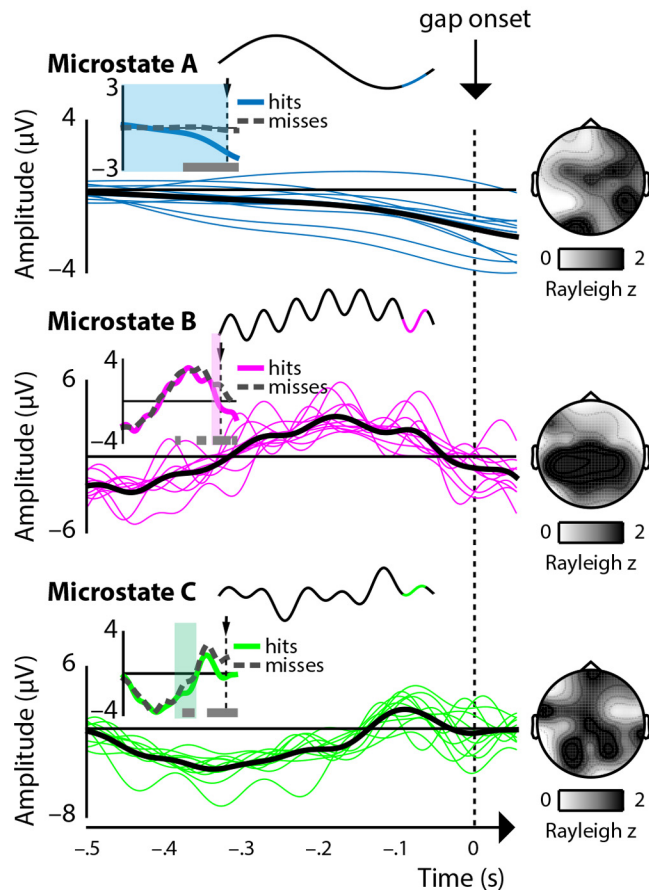 gap onset
Microstate A
3
−3
hits
misses
4
−4
Amplitude (µV)
0
2
Rayleigh z
Microstate B
4
−4
hits
misses
6
−6
Amplitude (µV)
0
2
Rayleigh z
Microstate C
4
−4
hits
misses
6
−8
Amplitude (µV)
0
2
Rayleigh z
−.5 −.4 −.3 −.2 −.1 0
Time (s)